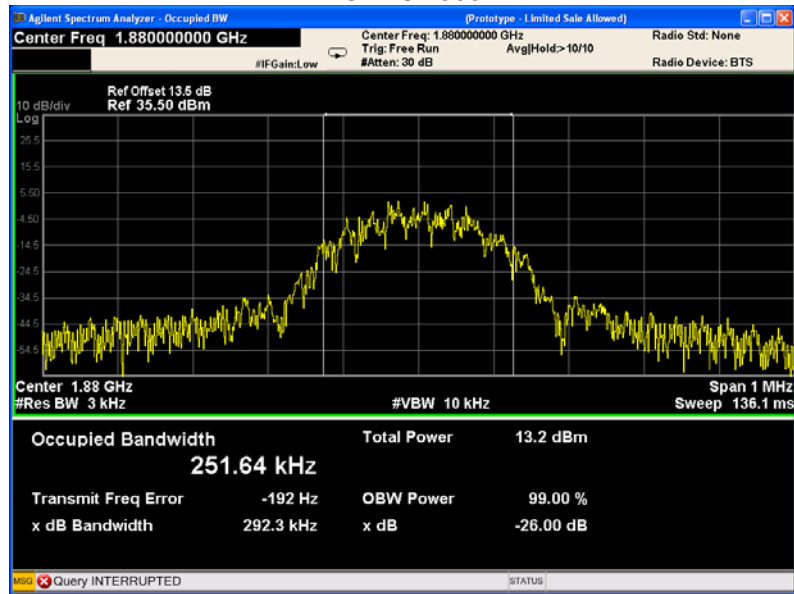 Agilent Spectrum Analyzer - Occupied BW (Prototype - Limited Sale Allowed)
Center Freq 1.880000000 GHz
Center Freq: 1.880000000 GHz
Radio Std: None
Trig: Free Run Avg|Hold:>10/10
#IFGain:Low #Atten: 30 dB Radio Device: BTS
Ref Offset 13.5 dB
10 dB/div Ref 35.50 dBm
Log
25.5
15.5
5.50
-4.50
-14.5
-24.5
-34.5
-44.5
-54.5
Center 1.88 GHz Span 1 MHz
#Res BW 3 kHz #VBW 10 kHz Sweep 136.1 ms
Occupied Bandwidth Total Power 13.2 dBm
251.64 kHz
Transmit Freq Error -192 Hz OBW Power 99.00 %
x dB Bandwidth 292.3 kHz x dB -26.00 dB
MSG Query INTERRUPTED STATUS